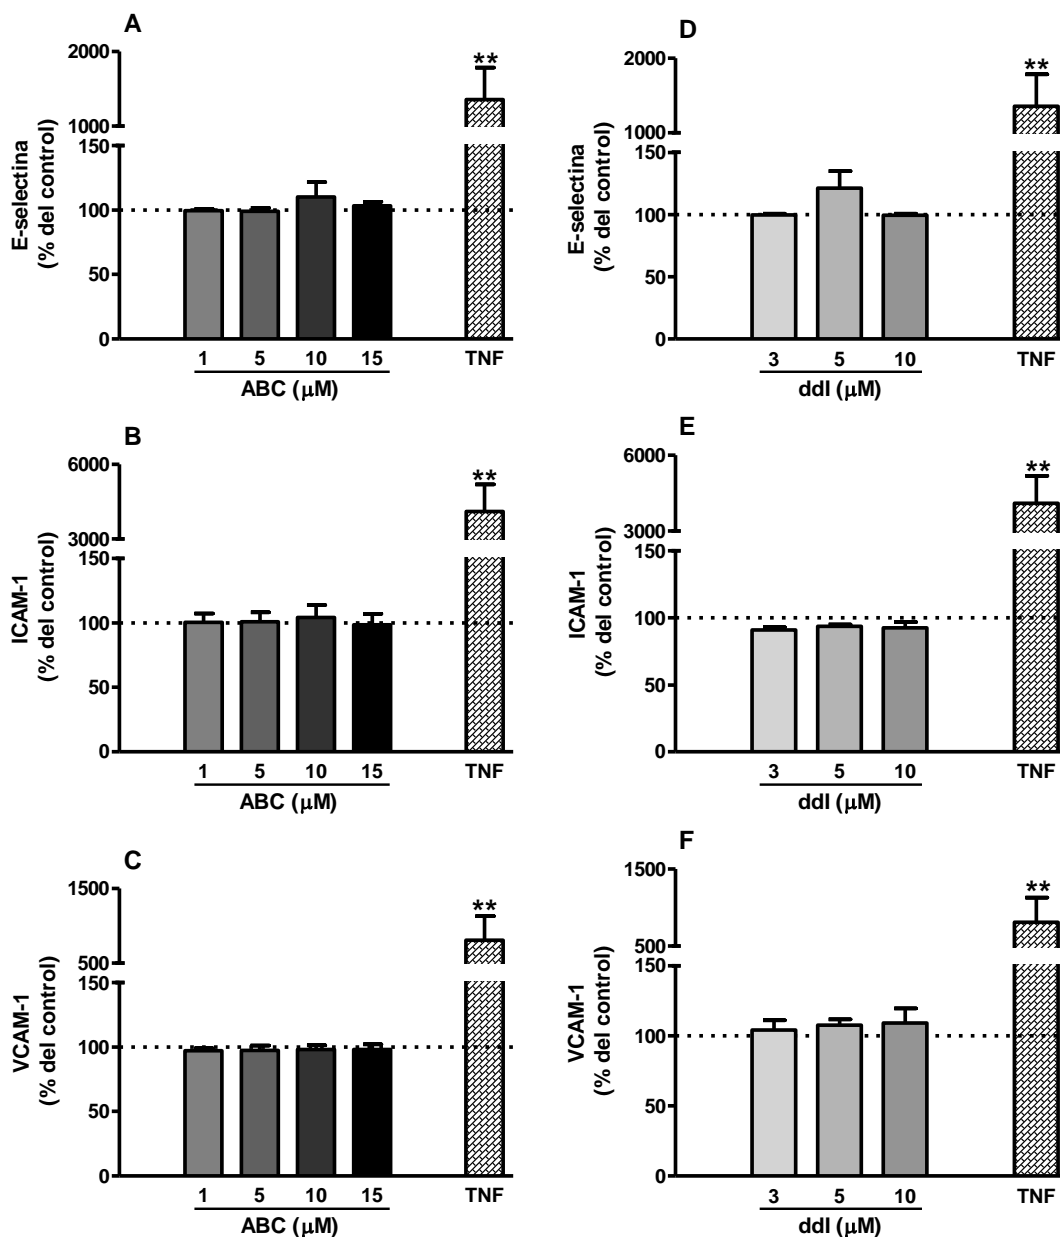 A
2000
1000
150
100
50
0
E-selectina
(% del control)
**
1 5 10 15 TNF
ABC (μM)
D
2000
1000
150
100
50
0
E-selectina
(% del control)
**
3 5 10 TNF
ddI (μM)
B
6000
3000
150
100
50
0
ICAM-1
(% del control)
**
1 5 10 15 TNF
ABC (μM)
E
6000
3000
150
100
50
0
ICAM-1
(% del control)
**
3 5 10 TNF
ddI (μM)
C
1500
500
150
100
50
0
VCAM-1
(% del control)
**
1 5 10 15 TNF
ABC (μM)
F
1500
500
150
100
50
0
VCAM-1
(% del control)
**
3 5 10 TNF
ddI (μM)